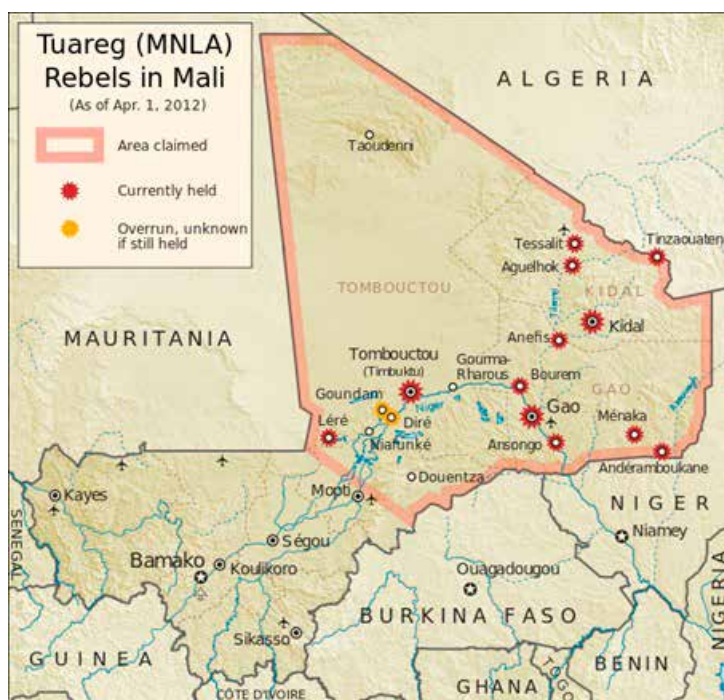 Tuareg (MNLA)
Rebels in Mali
(As of Apr. 1, 2012)
Area claimed
Currently held
Overrun, unknown
if still held
ALGERIA
Taoudenni
Tessalit
Tinzaouaten
Aguelhok
TOMBOUCTOU
KIDAL
Kidal
MAURITANIA
Anefis
Tombouctou
(Timbuktu)
Gourma-
Rharous
Bourem
GAO
Goundam
Niger
Gao
Léré
Diré
Ménaka
Niafunké
Ansongo
Andéramboukane
Douentza
Mopti
Kayes
NIGER
SENEGAL
Niamey
Ségou
Bamako
Koulikoro
Ouagadougou
BURKINA FASO
Sikasso
NIGERIA
GUINEA
BENIN
GHANA
TOGO
CÔTE D'IVOIRE